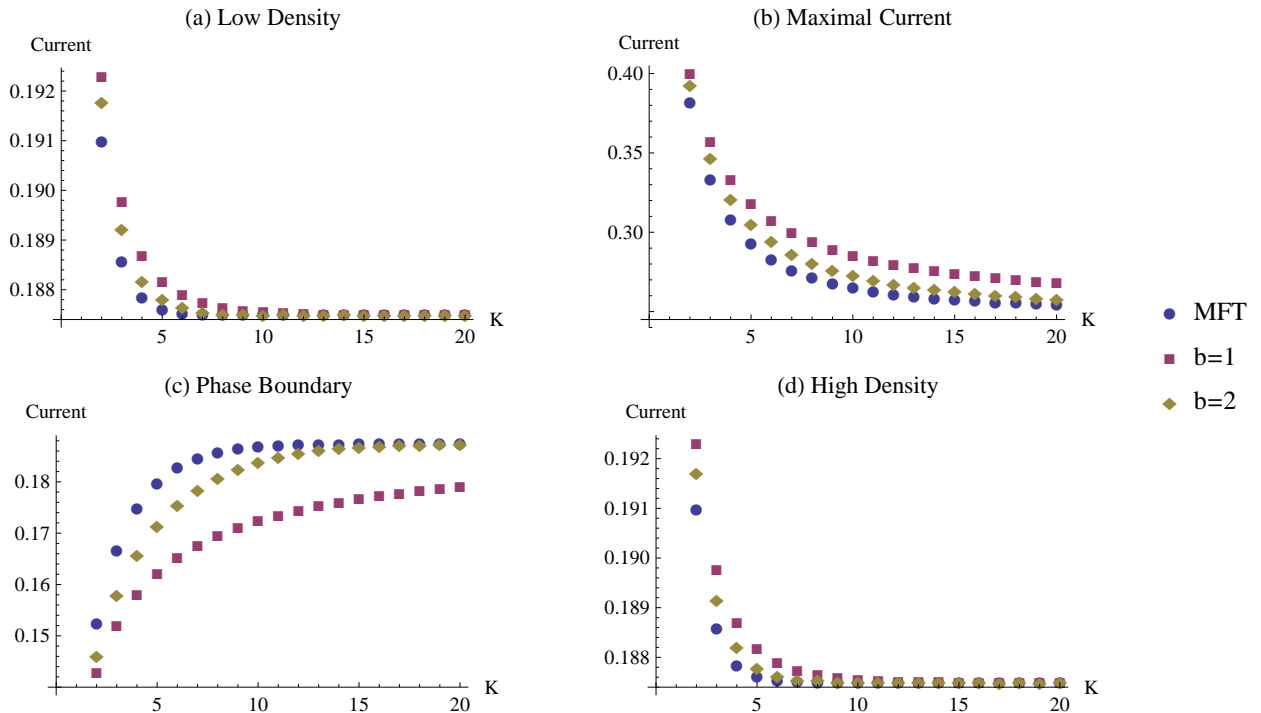 (a) Low Density
Current
0.192
0.191
0.190
0.189
0.188
5
10
15
20
K
(b) Maximal Current
Current
0.40
0.35
0.30
5
10
15
20
K
MFT
b=1
b=2
(c) Phase Boundary
Current
0.18
0.17
0.16
0.15
5
10
15
20
K
(d) High Density
Current
0.192
0.191
0.190
0.189
0.188
5
10
15
20
K